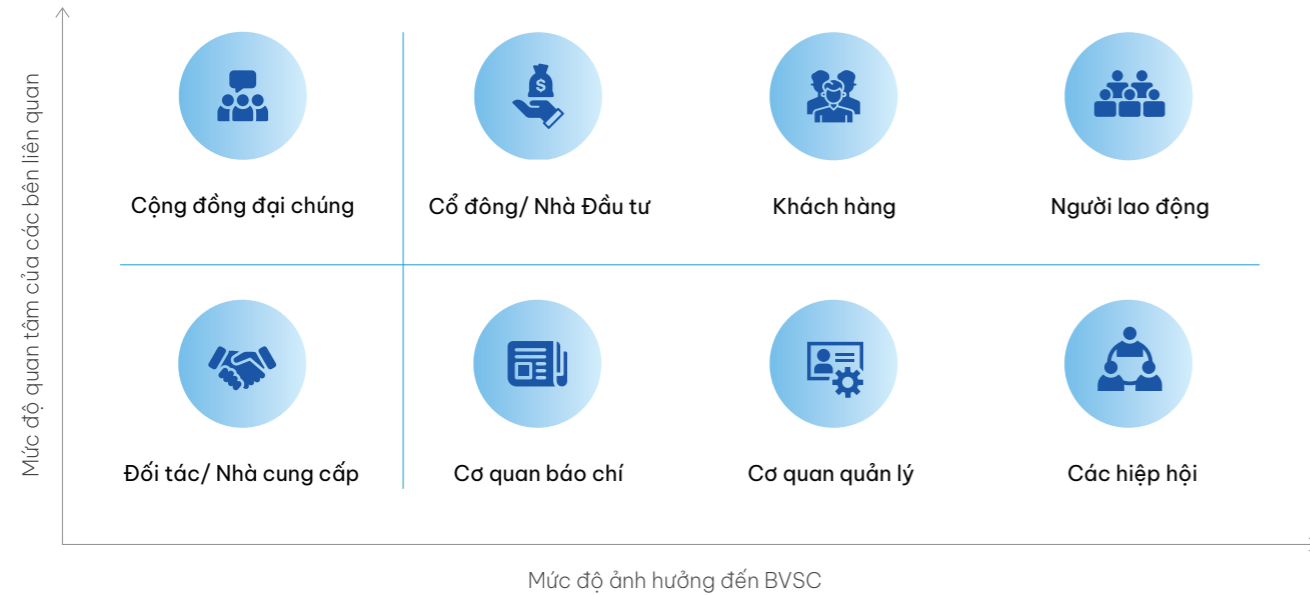 Mức độ quan tâm của các bên liên quan
$
Cộng đồng đại chúng
Cổ đông/ Nhà Đầu tư
Khách hàng
Người lao động
Đối tác/ Nhà cung cấp
Cơ quan báo chí
Cơ quan quản lý
Các hiệp hội
Mức độ ảnh hưởng đến BVSC